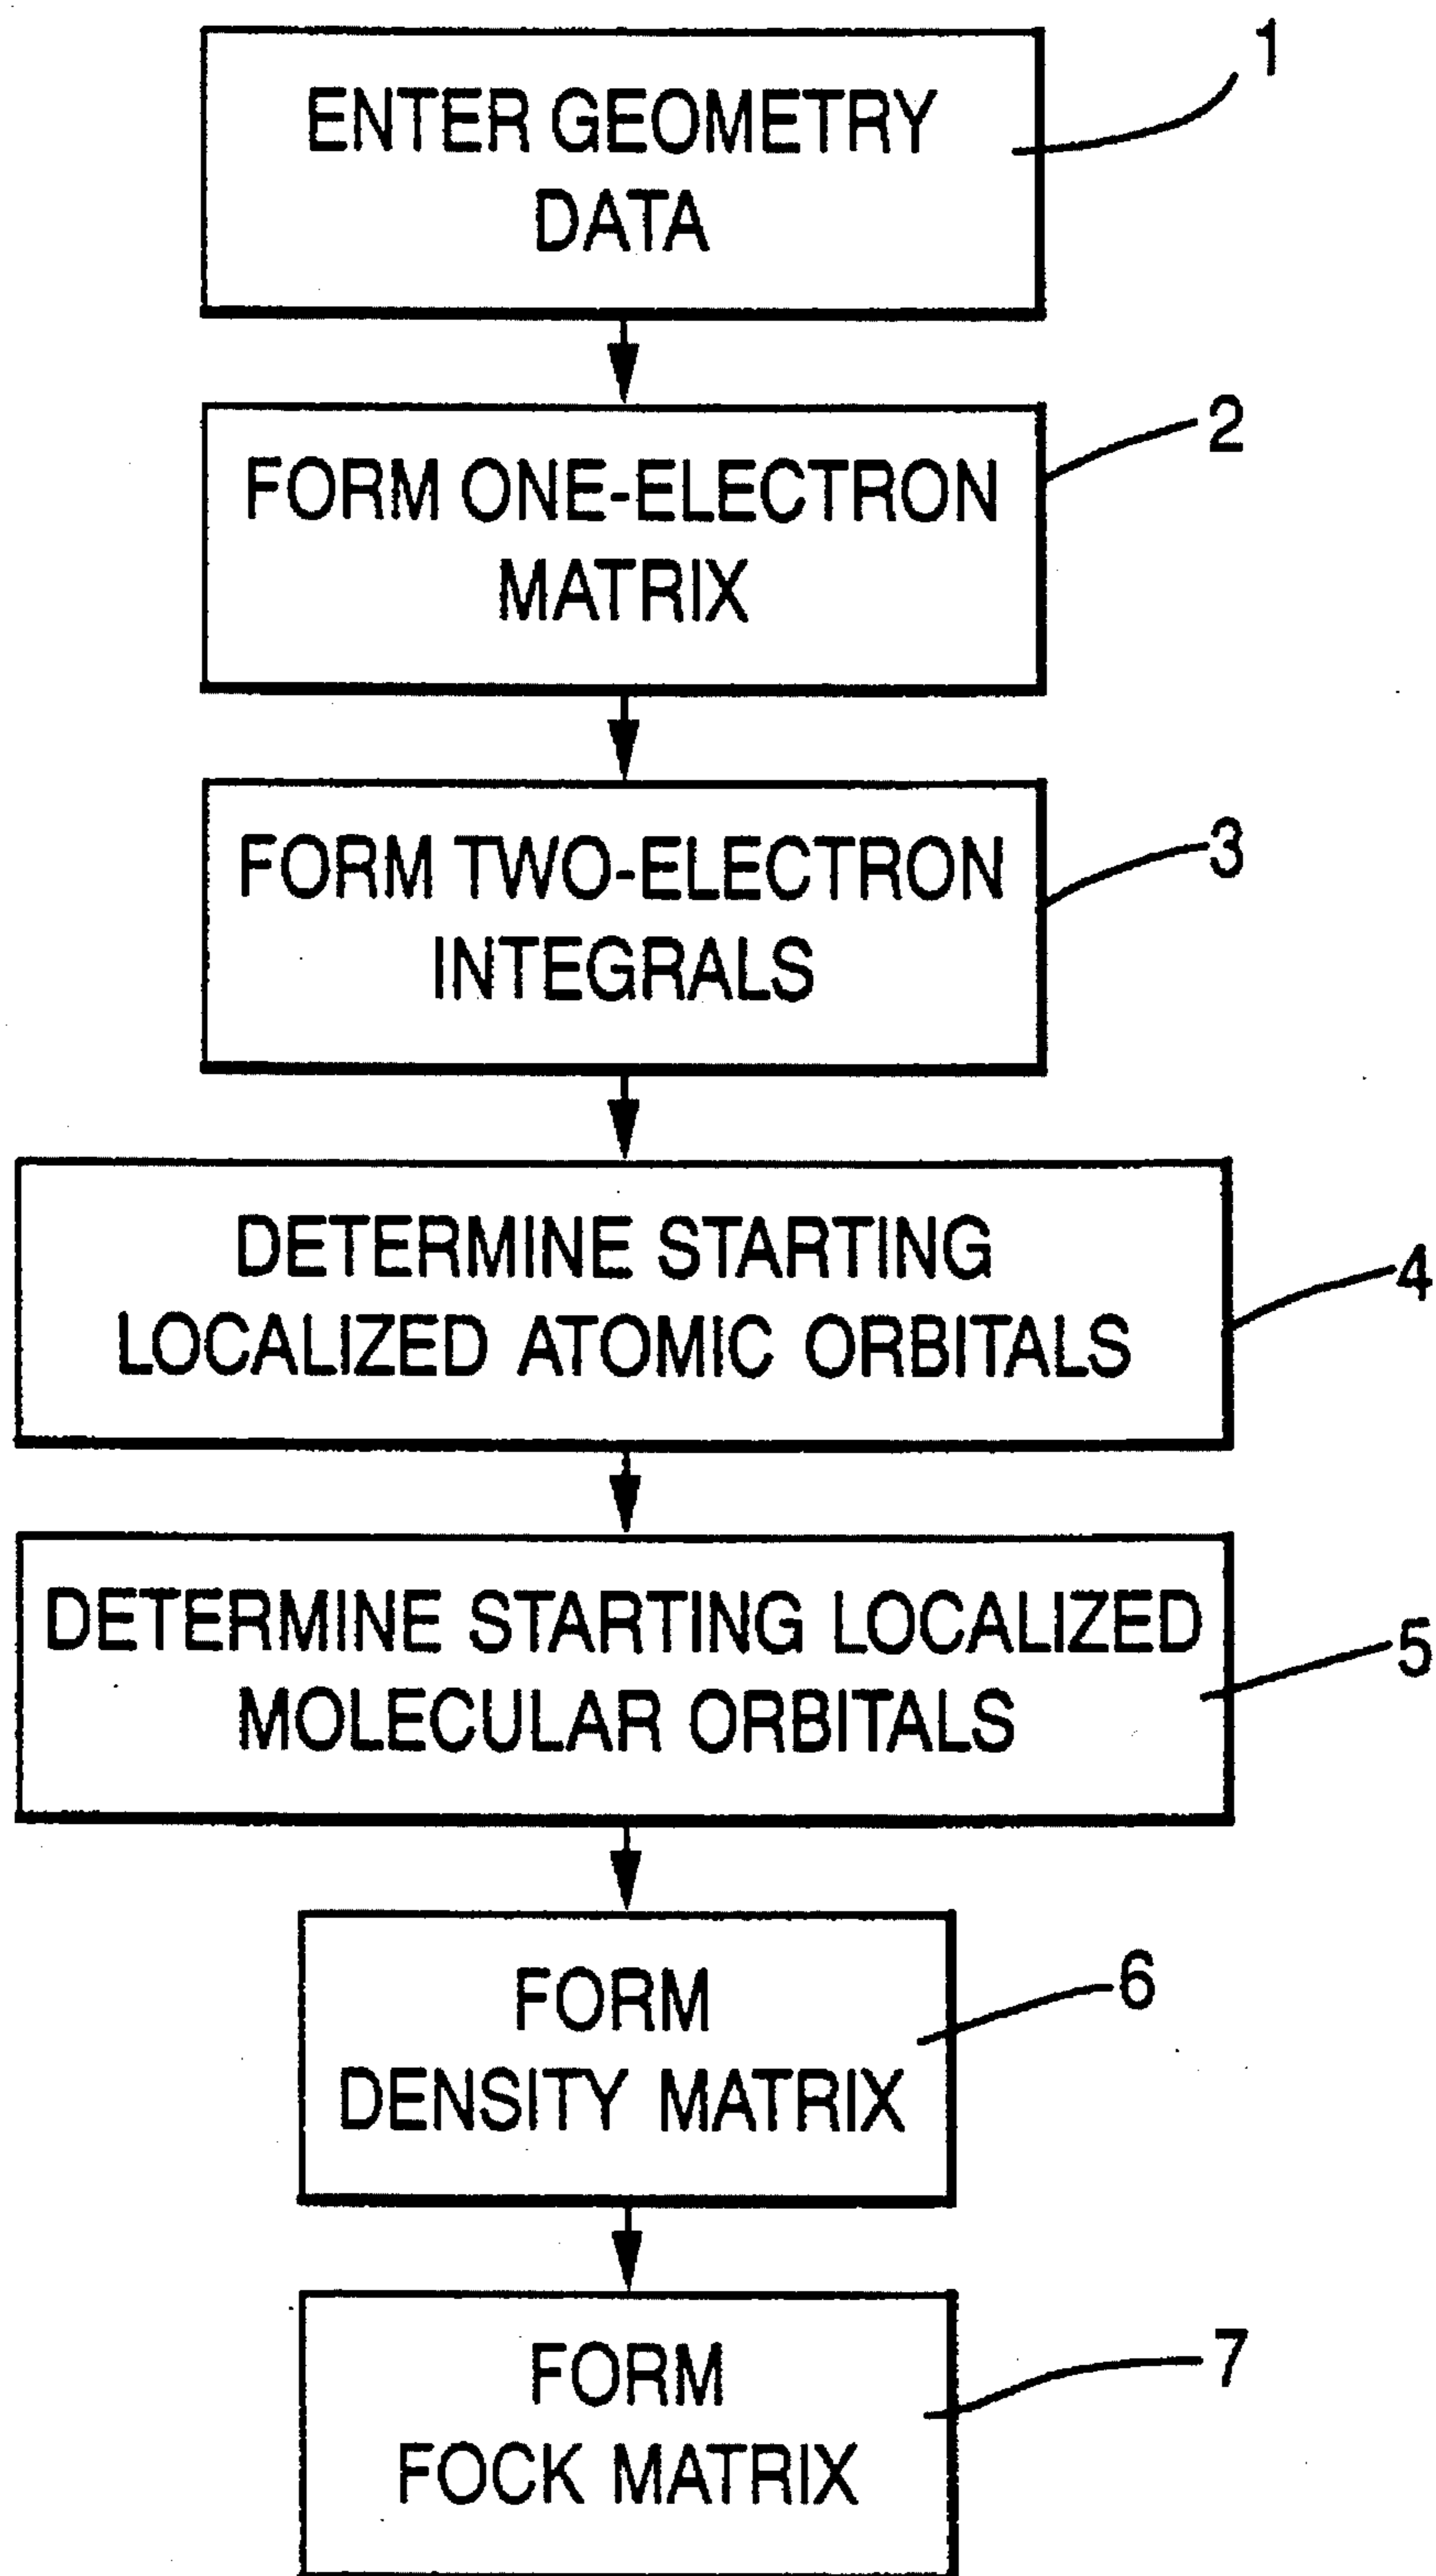 ENTER GEOMETRY
DATA
1
FORM ONE-ELECTRON
MATRIX
2
FORM TWO-ELECTRON
INTEGRALS
3
DETERMINE STARTING
LOCALIZED ATOMIC ORBITALS
4
DETERMINE STARTING LOCALIZED
MOLECULAR ORBITALS
5
FORM
DENSITY MATRIX
6
FORM
FOCK MATRIX
7